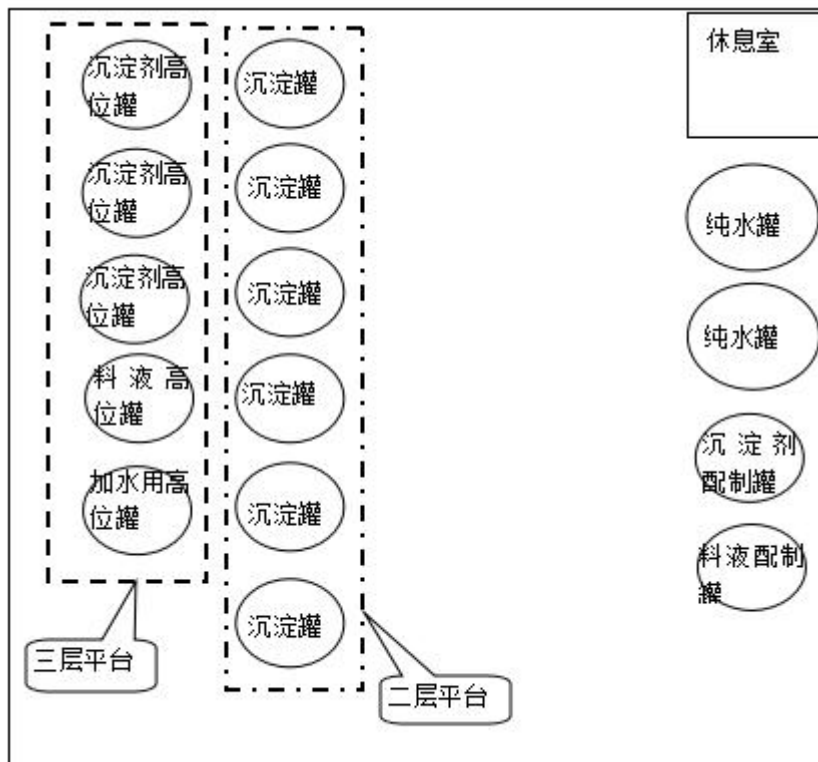 沉淀剂高
位罐
沉淀剂高
位罐
沉淀剂高
位罐
料液高
位罐
加水用高
位罐
三层平台
沉淀罐
沉淀罐
沉淀罐
沉淀罐
沉淀罐
沉淀罐
二层平台
休息室
纯水罐
纯水罐
沉淀剂
配制罐
料液配制
罐